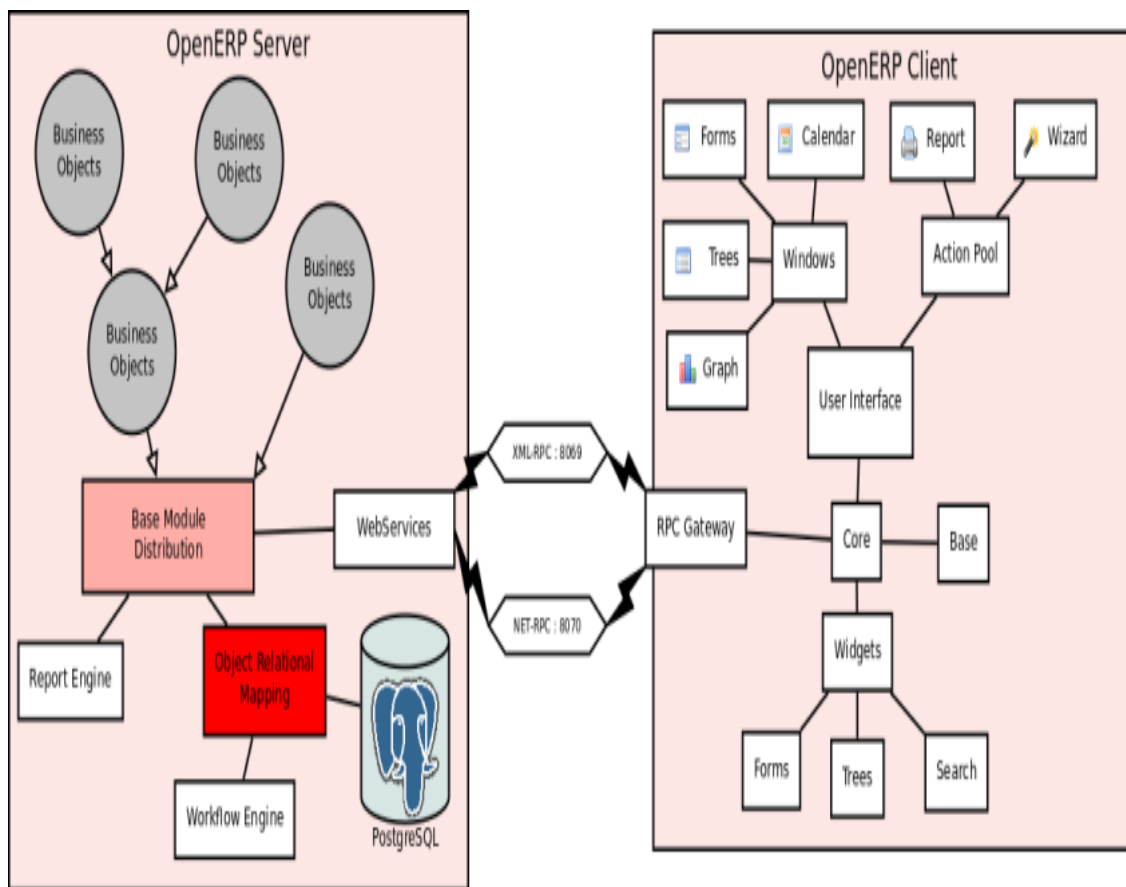 OpenERP Server
Business
Objects
Business
Objects
Business
Objects
Business
Objects
Base Module
Distribution
WebServices
Report Engine
Object Relational
Mapping
Workflow Engine
PostgreSQL
XML-RPC : 8069
NET-RPC : 8070
OpenERP Client
Forms
Calendar
Report
Wizard
Trees
Windows
Action Pool
Graph
User Interface
RPC Gateway
Core
Base
Widgets
Forms
Trees
Search